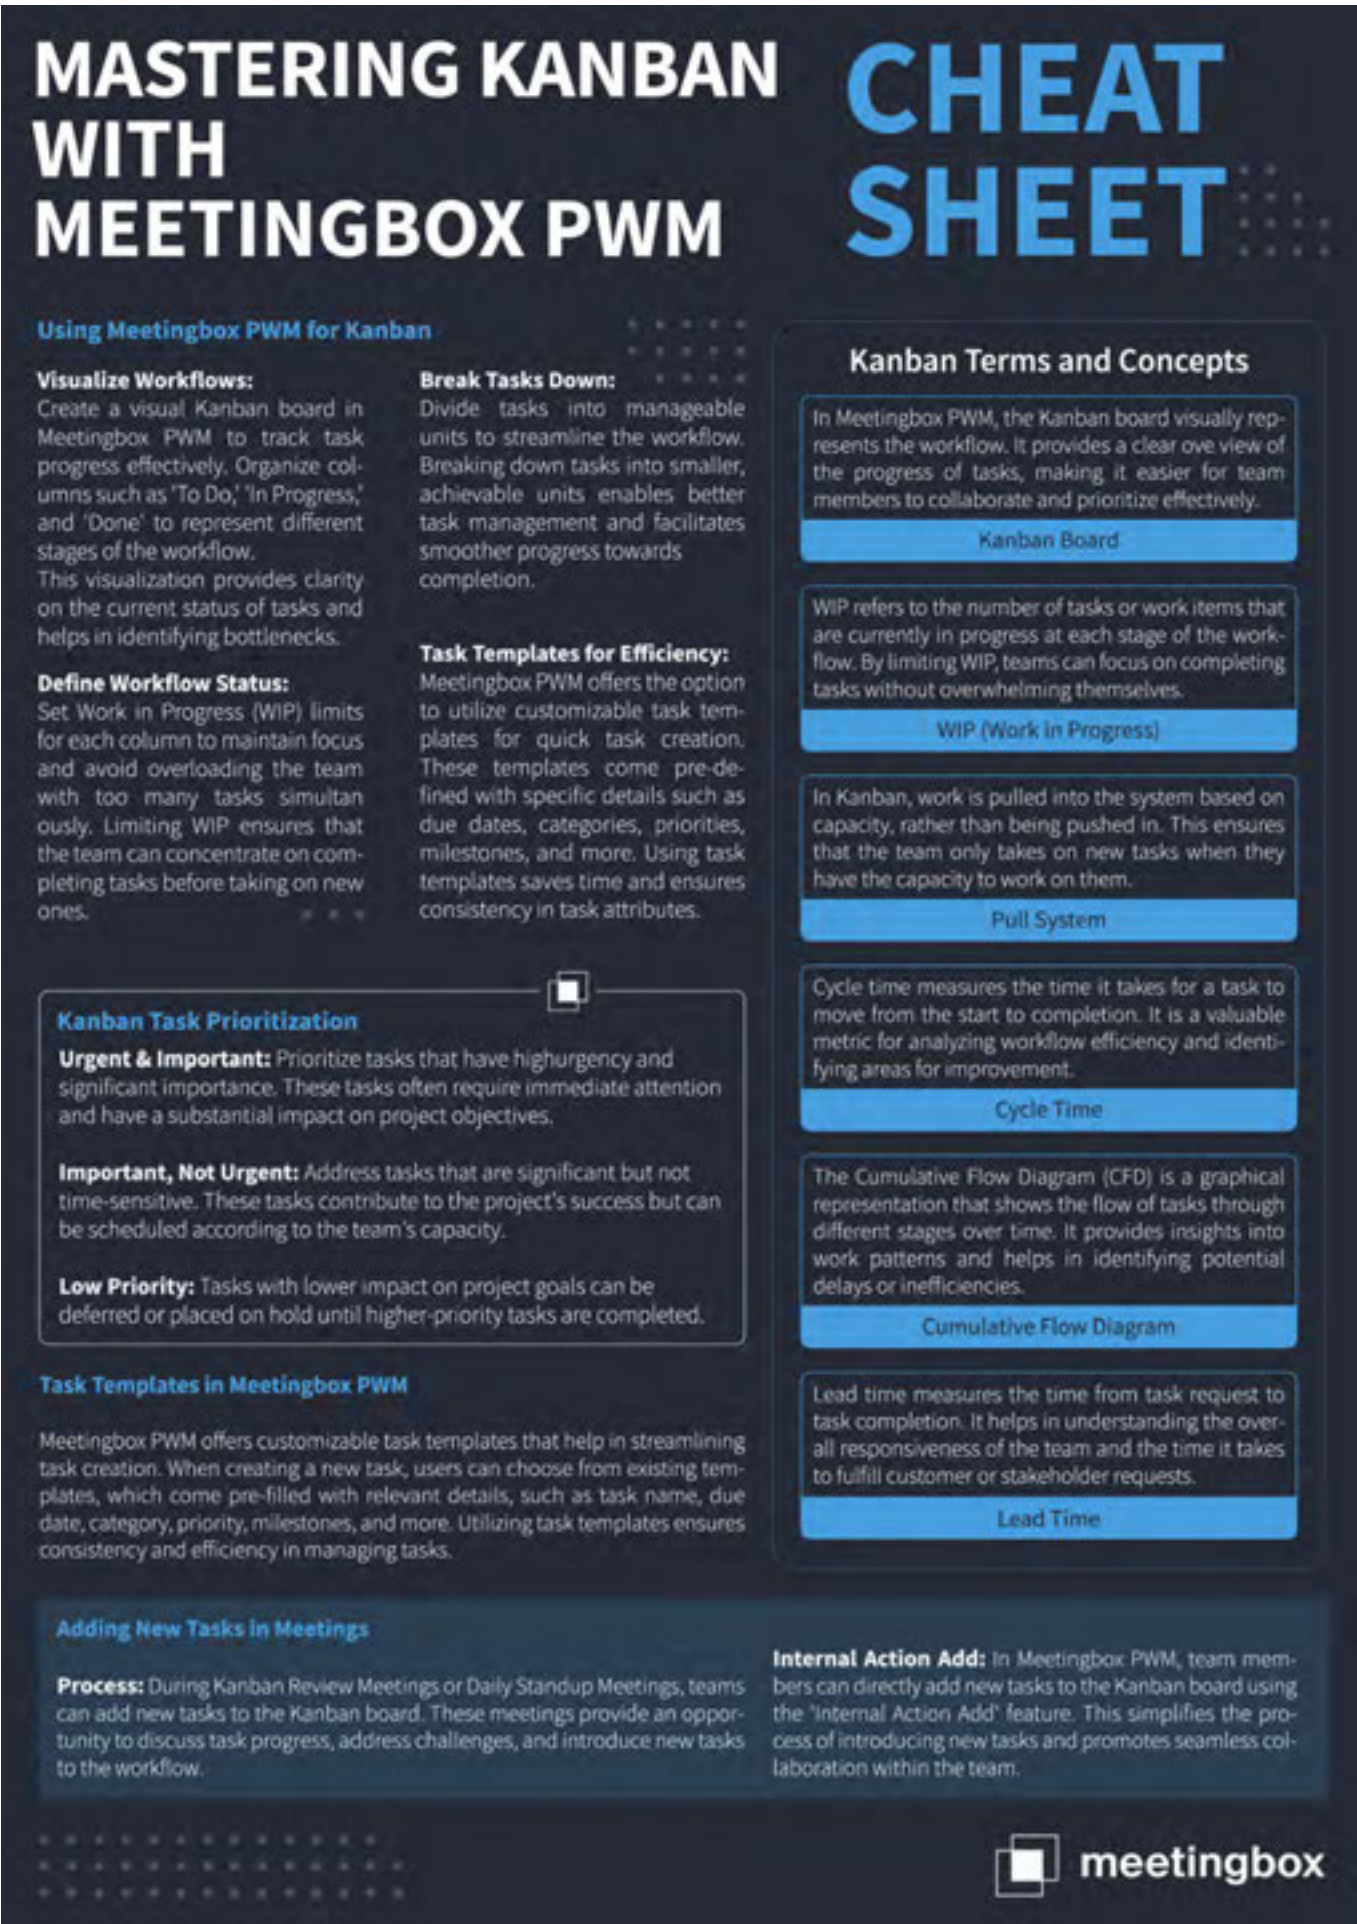 MASTERING KANBAN
WITH
MEETINGBOX PWM
CHEAT
SHEET
Using Meetingbox PWM for Kanban
Visualize Workflows:
Create a visual Kanban board in
Meetingbox PWM to track task
progress effectively. Organize col-
umns such as 'To Do,' 'In Progress,'
and 'Done' to represent different
stages of the workflow.
This visualization provides clarity
on the current status of tasks and
helps in identifying bottlenecks.
Define Workflow Status:
Set Work in Progress (WIP) limits
for each column to maintain focus
and avoid overloading the team
with too many tasks simultan
ously. Limiting WIP ensures that
the team can concentrate on com-
pleting tasks before taking on new
ones.
Break Tasks Down:
Divide tasks into manageable
units to streamline the workflow.
Breaking down tasks into smaller,
achievable units enables better
task management and facilitates
smoother progress towards
completion.
Task Templates for Efficiency:
Meetingbox PWM offers the option
to utilize customizable task tem-
plates for quick task creation.
These templates come pre-de-
fined with specific details such as
due dates, categories, priorities,
milestones, and more. Using task
templates saves time and ensures
consistency in task attributes.
Kanban Task Prioritization
Urgent & Important: Prioritize tasks that have highurgency and
significant importance. These tasks often require immediate attention
and have a substantial impact on project objectives.
Important, Not Urgent: Address tasks that are significant but not
time-sensitive. These tasks contribute to the project's success but can
be scheduled according to the team's capacity.
Low Priority: Tasks with lower impact on project goals can be
deferred or placed on hold until higher-priority tasks are completed.
Task Templates in Meetingbox PWM
Meetingbox PWM offers customizable task templates that help in streamlining
task creation. When creating a new task, users can choose from existing tem-
plates, which come pre-filled with relevant details, such as task name, due
date, category, priority, milestones, and more. Utilizing task templates ensures
consistency and efficiency in managing tasks.
Kanban Terms and Concepts
In Meetingbox PWM, the Kanban board visually rep-
resents the workflow. It provides a clear ove view of
the progress of tasks, making it easier for team
members to collaborate and prioritize effectively.
Kanban Board
WIP refers to the number of tasks or work items that
are currently in progress at each stage of the work-
flow. By limiting WIP, teams can focus on completing
tasks without overwhelming themselves.
WIP (Work in Progress)
In Kanban, work is pulled into the system based on
capacity, rather than being pushed in. This ensures
that the team only takes on new tasks when they
have the capacity to work on them.
Pull System
Cycle time measures the time it takes for a task to
move from the start to completion. It is a valuable
metric for analyzing workflow efficiency and identi-
fying areas for improvement.
Cycle Time
The Cumulative Flow Diagram (CFD) is a graphical
representation that shows the flow of tasks through
different stages over time. It provides insights into
work patterns and helps in identifying potential
delays or inefficiencies.
Cumulative Flow Diagram
Lead time measures the time from task request to
task completion. It helps in understanding the over-
all responsiveness of the team and the time it takes
to fulfill customer or stakeholder requests.
Lead Time
Adding New Tasks in Meetings
Process: During Kanban Review Meetings or Daily Standup Meetings, teams
can add new tasks to the Kanban board. These meetings provide an oppor-
tunity to discuss task progress, address challenges, and introduce new tasks
to the workflow.
Internal Action Add: In Meetingbox PWM, team mem-
bers can directly add new tasks to the Kanban board using
the 'Internal Action Add' feature. This simplifies the pro-
cess of introducing new tasks and promotes seamless col-
laboration within the team.
meetingbox